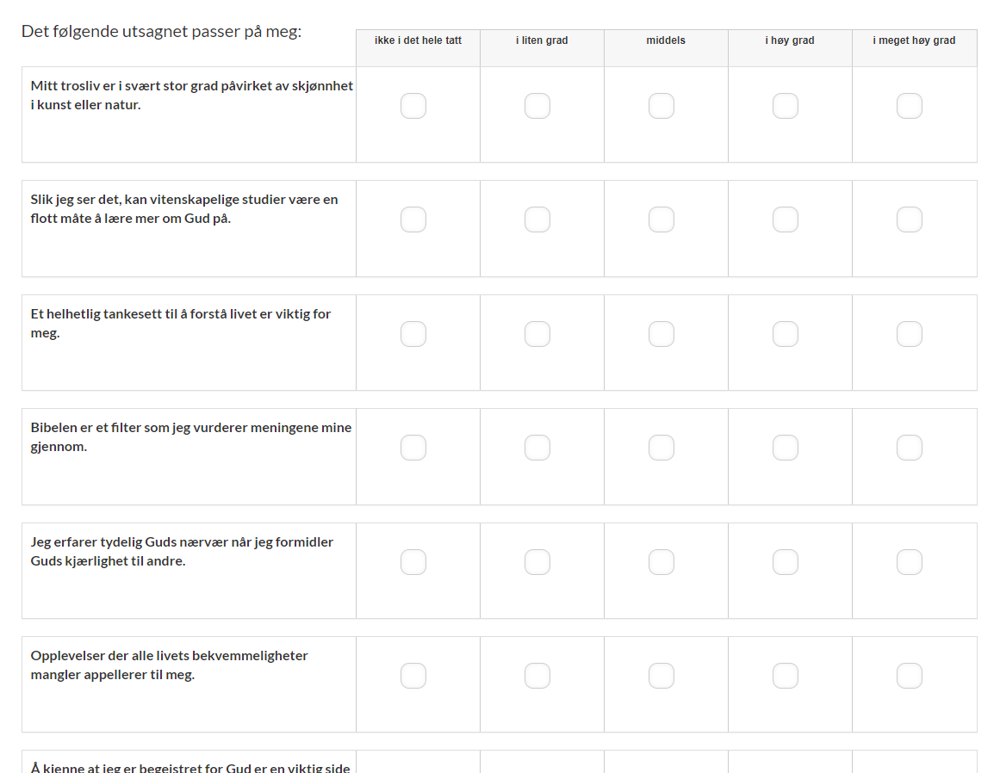 Det følgende utsagnet passer på meg:
ikke i det hele tatt
i liten grad
middels
i høy grad
i meget høy grad
Mitt trosliv er i svært stor grad påvirket av skjønnhet
i kunst eller natur.
Slik jeg ser det, kan vitenskapelige studier være en
flott måte å lære mer om Gud på.
Et helhetlig tankesett til å forstå livet er viktig for
meg.
Bibelen er et filter som jeg vurderer meningene mine
gjennom.
Jeg erfarer tydelig Guds nærvær når jeg formidler
Guds kjærlighet til andre.
Opplevelser der alle livets bekvemmeligheter
mangler appellerer til meg.
Å kjenne at jeg er begeistret for Gud er en viktig side